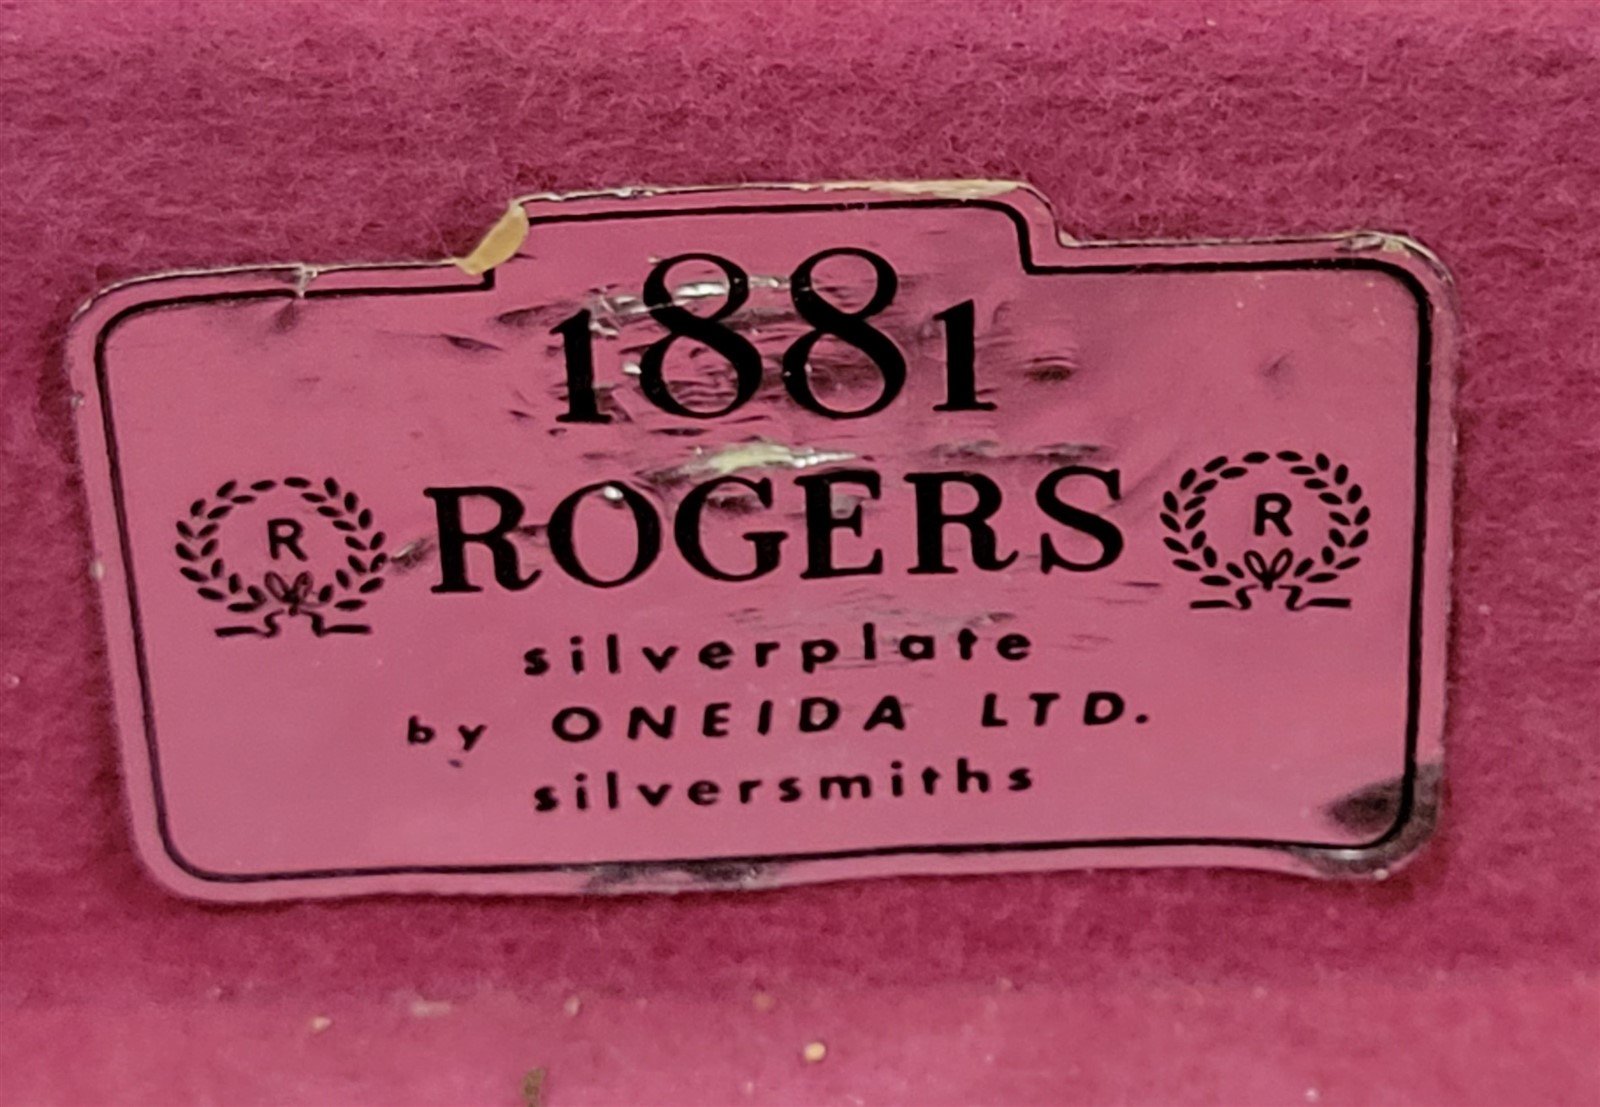 1881
R ROGERS R
silverplate
by ONEIDA LTD.
silversmiths